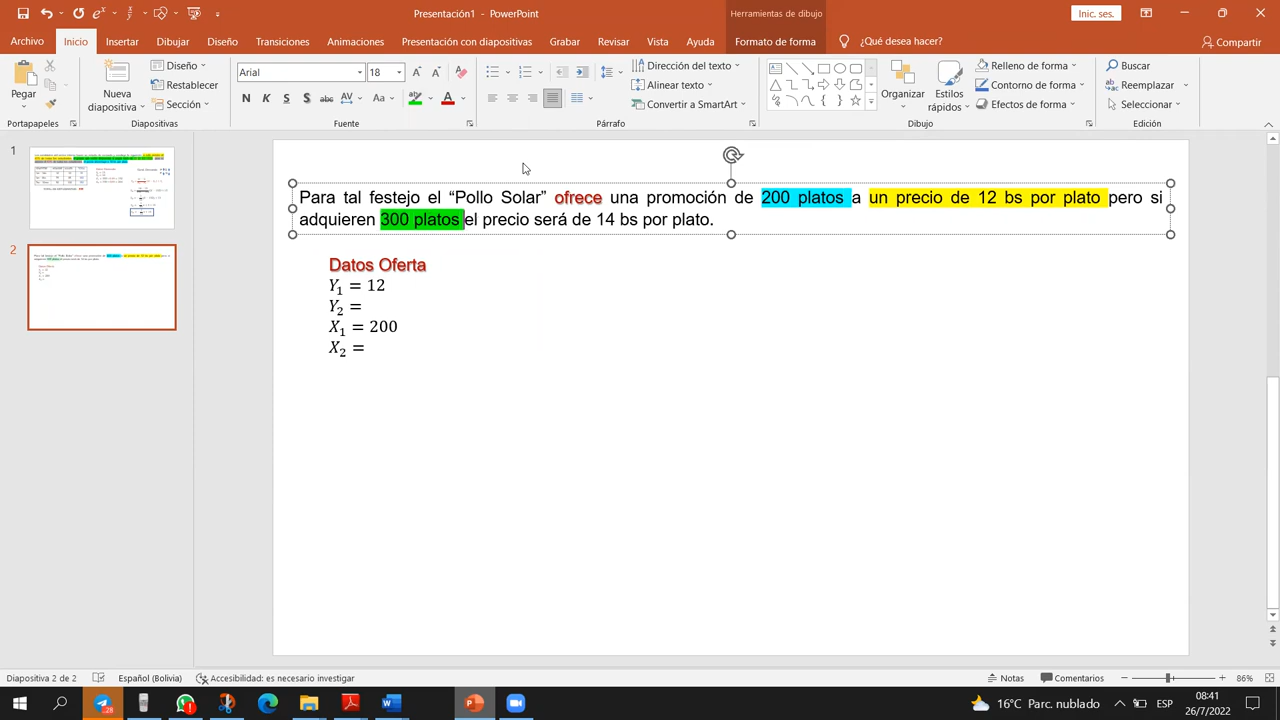 Presentación1 - PowerPoint
Herramientas de dibujo
Inic. ses.
Archivo Inicio Insertar Dibujar Diseño Transiciones Animaciones Presentación con diapositivas Grabar Revisar Vista Ayuda Formato de forma ¿Qué desea hacer? Compartir
Pegar
Portapapeles
Nueva diapositiva
Diseño
Restablecer
Sección
Diapositivas
Arial 18
N K S S abc AV Aa A
Fuente
Párrafo
Dirección del texto
Alinear texto
Convertir a SmartArt
Organizar
Estilos rápidos
Relleno de forma
Contorno de forma
Efectos de forma
Dibujo
Buscar
Reemplazar
Seleccionar
Edición
1
2
Para tal festejo el “Pollo Solar” ofrece una promoción de 200 platos a un precio de 12 bs por plato pero si
adquieren 300 platos el precio será de 14 bs por plato.
Datos Oferta
Y₁ = 12
Y₂ =
X₁ = 200
X₂ =
Diapositiva 2 de 2 Español (Bolivia) Accesibilidad: es necesario investigar Notas Comentarios 86%
28
16°C Parc. nublado ESP 08:41
26/7/2022